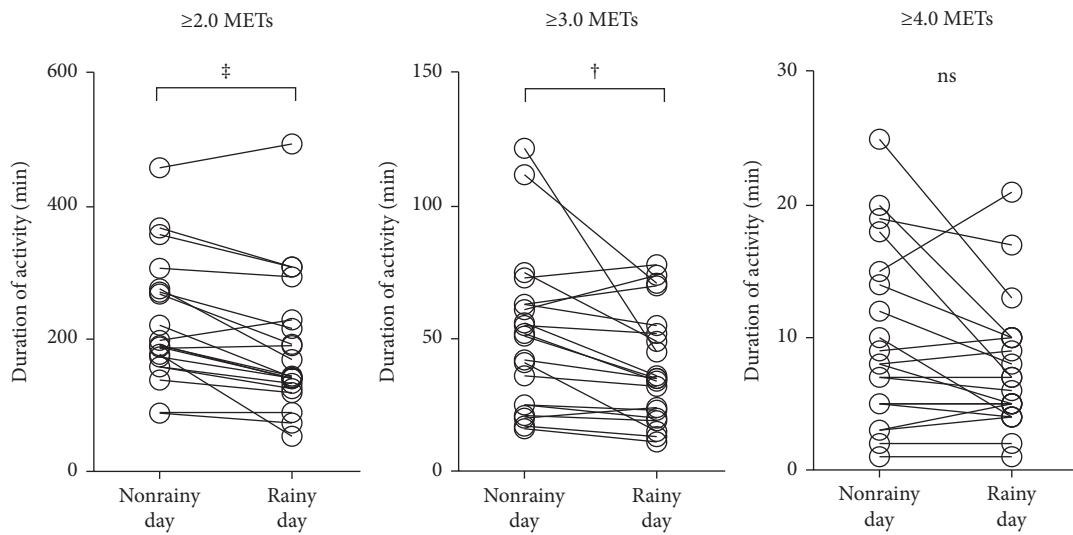 ≥2.0 METs
‡
600
400
200
0
Duration of activity (min)
Nonrainy
day
Rainy
day
≥3.0 METs
†
150
100
50
0
Duration of activity (min)
Nonrainy
day
Rainy
day
≥4.0 METs
ns
30
20
10
0
Duration of activity (min)
Nonrainy
day
Rainy
day